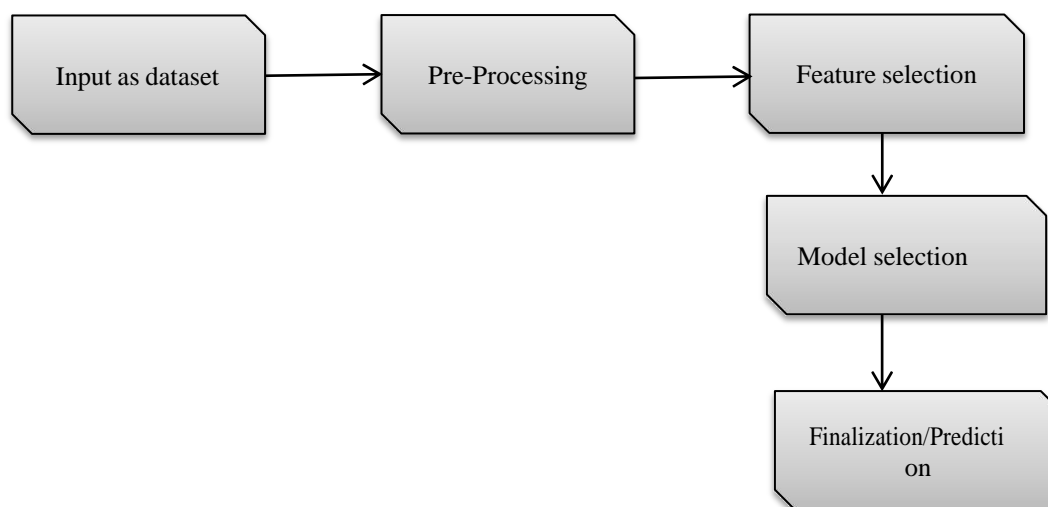 Input as dataset
Pre-Processing
Feature selection
Model selection
Finalization/Predicti
on